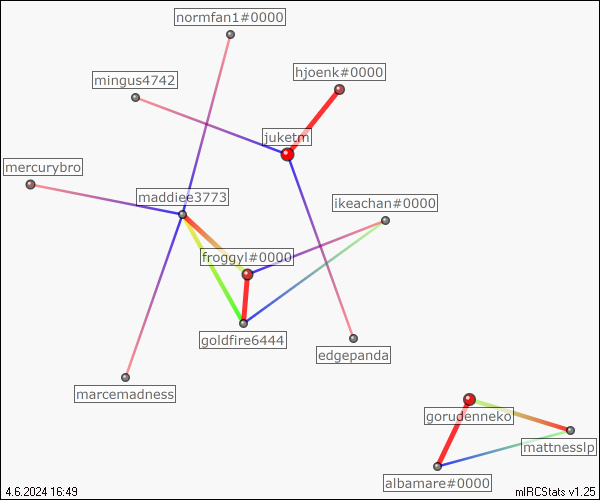 normfan1#0000
hjoenk#0000
mingus4742
juketm
mercurybro
maddiee3773
ikeachan#0000
froggyl#0000
goldfire6444
edgepanda
marcemadness
gorudenneko
mattnesslp
albamare#0000
4.6.2024 16:49
mIRCStats v1.25